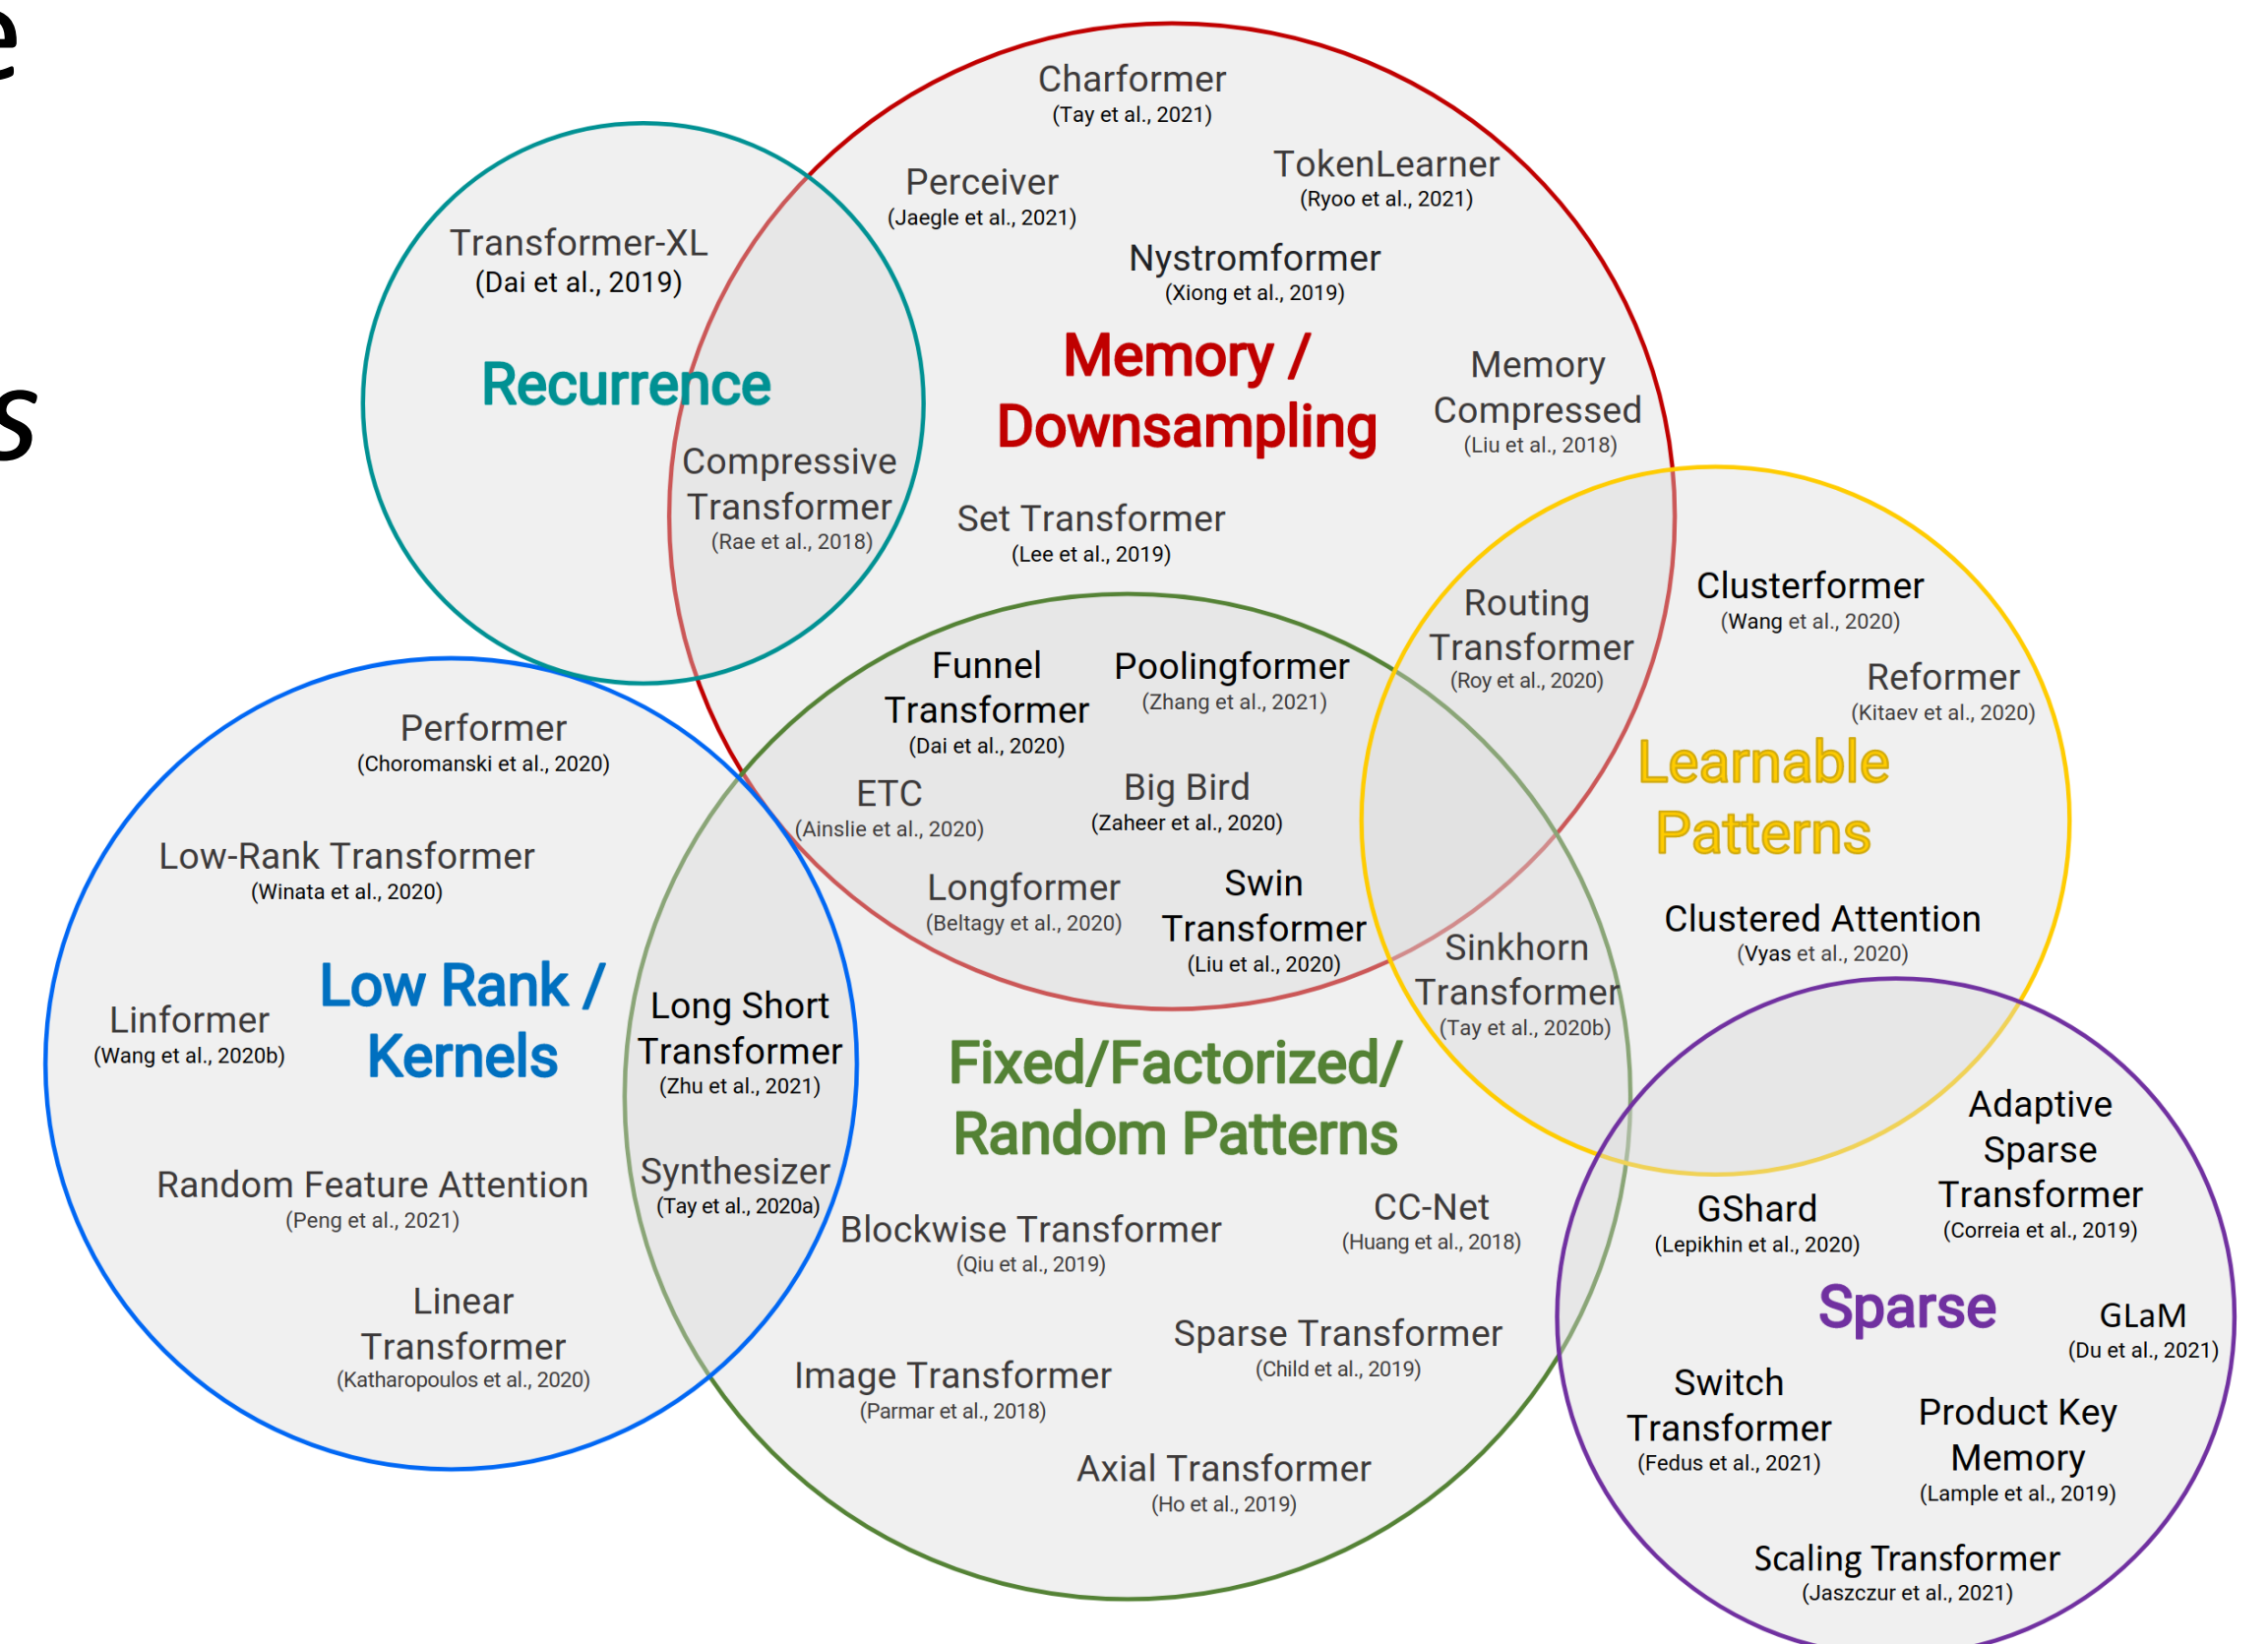 e
s
Charformer
(Tay et al., 2021)
Perceiver
(Jaegle et al., 2021)
TokenLearner
(Ryoo et al., 2021)
Nystromformer
(Xiong et al., 2019)
Memory /
Downsampling
Memory
Compressed
(Liu et al., 2018)
Set Transformer
(Lee et al., 2019)
Transformer-XL
(Dai et al., 2019)
Recurrence
Compressive
Transformer
(Rae et al., 2018)
Funnel
Transformer
(Dai et al., 2020)
Poolingformer
(Zhang et al., 2021)
ETC
(Ainslie et al., 2020)
Big Bird
(Zaheer et al., 2020)
Longformer
(Beltagy et al., 2020)
Swin
Transformer
(Liu et al., 2020)
Routing
Transformer
(Roy et al., 2020)
Clusterformer
(Wang et al., 2020)
Reformer
(Kitaev et al., 2020)
Learnable
Patterns
Clustered Attention
(Vyas et al., 2020)
Sinkhorn
Transformer
(Tay et al., 2020b)
Performer
(Choromanski et al., 2020)
Low-Rank Transformer
(Winata et al., 2020)
Low Rank /
Kernels
Linformer
(Wang et al., 2020b)
Random Feature Attention
(Peng et al., 2021)
Linear
Transformer
(Katharopoulos et al., 2020)
Long Short
Transformer
(Zhu et al., 2021)
Synthesizer
(Tay et al., 2020a)
Fixed/Factorized/
Random Patterns
Blockwise Transformer
(Qiu et al., 2019)
CC-Net
(Huang et al., 2018)
Sparse Transformer
(Child et al., 2019)
Image Transformer
(Parmar et al., 2018)
Axial Transformer
(Ho et al., 2019)
Adaptive
Sparse
Transformer
(Correia et al., 2019)
GShard
(Lepikhin et al., 2020)
Sparse
GLaM
(Du et al., 2021)
Switch
Transformer
(Fedus et al., 2021)
Product Key
Memory
(Lample et al., 2019)
Scaling Transformer
(Jaszczur et al., 2021)